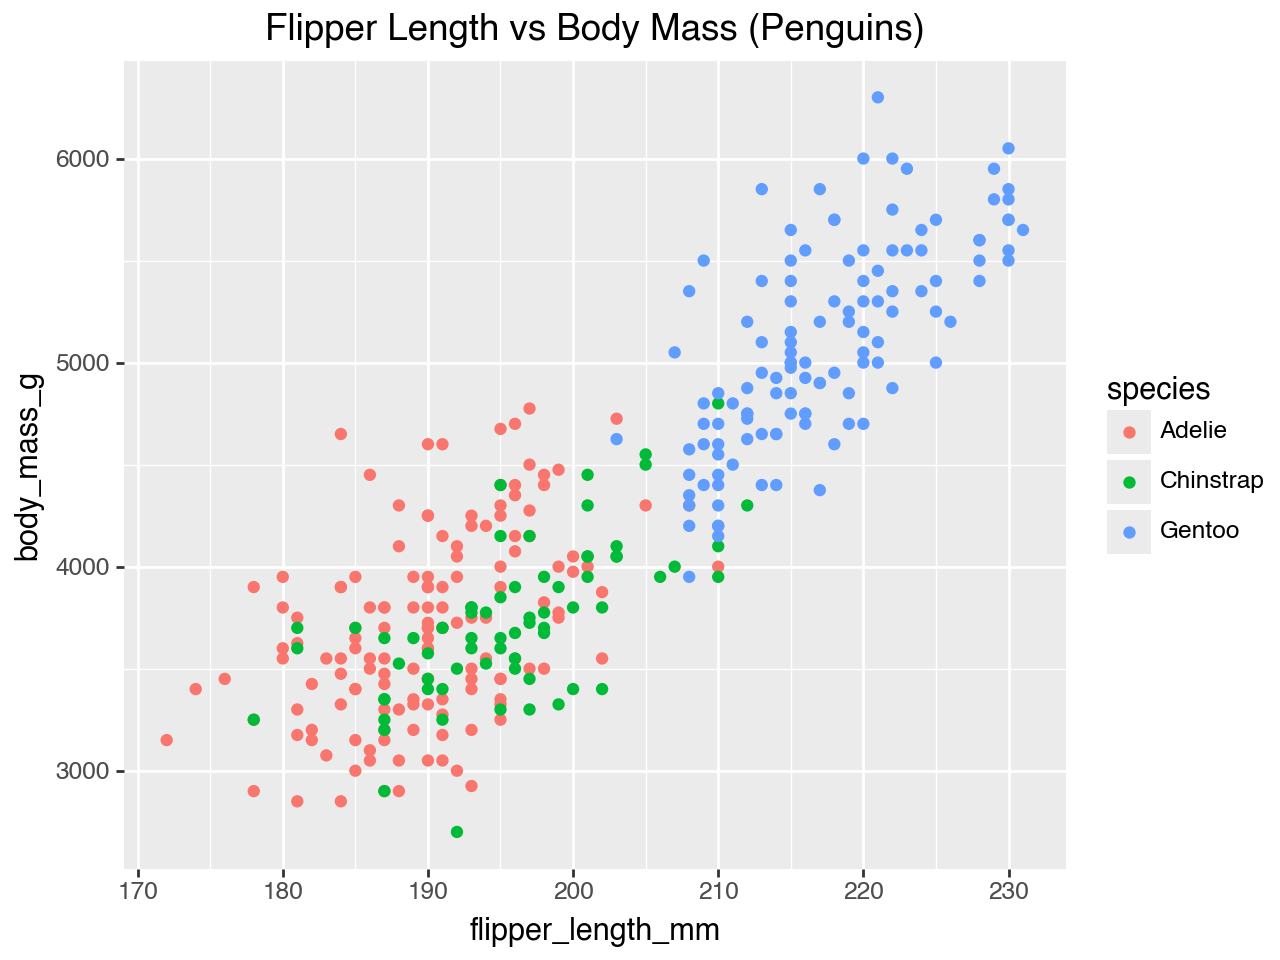 Flipper Length vs Body Mass (Penguins)
6000
5000
4000
3000
body_mass_g
170 180 190 200 210 220 230
flipper_length_mm
species
Adelie
Chinstrap
Gentoo